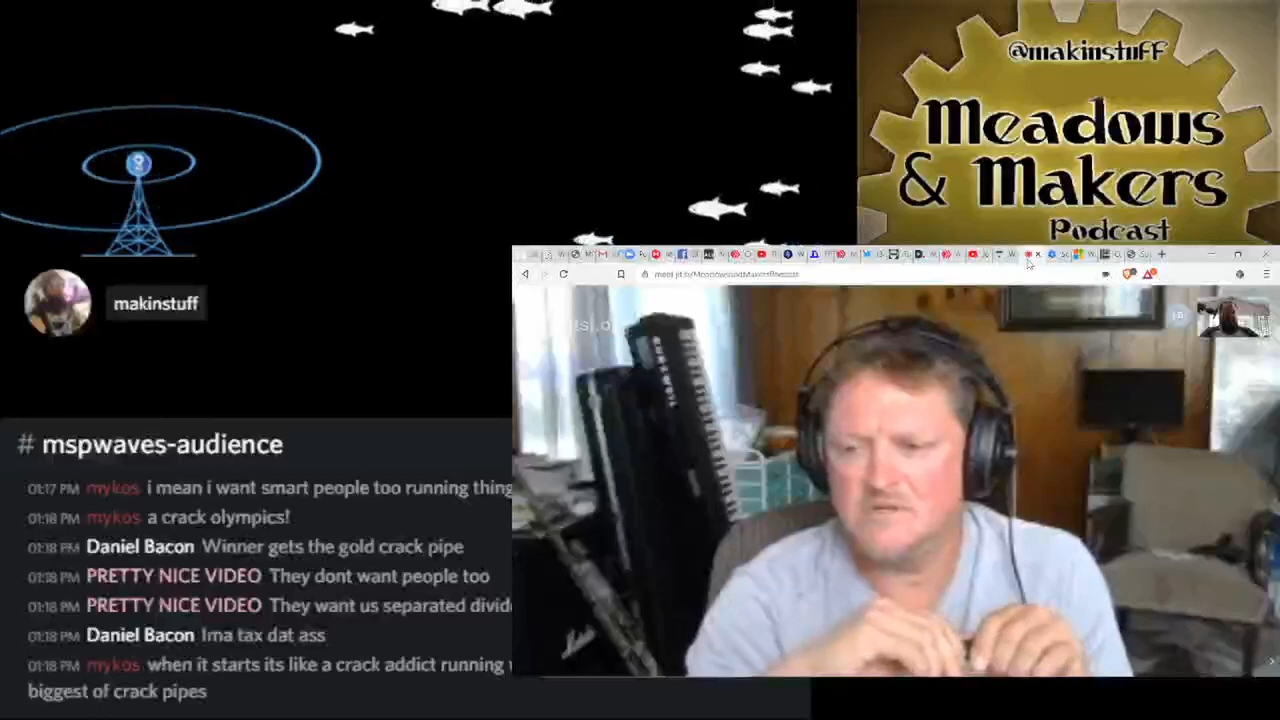 @makinstuff
Meadows
& Makers
Podcast
makinstuff
# mspwaves-audience
01:17 PM mykos i mean i want smart people too running thing
01:18 PM mykos a crack olympics!
01:18 PM Daniel Bacon Winner gets the gold crack pipe
01:18 PM PRETTY NICE VIDEO They dont want people too
01:18 PM PRETTY NICE VIDEO They want us separated divid
01:18 PM Daniel Bacon Ima tax dat ass
01:18 PM mykos when it starts its like a crack addict running
biggest of crack pipes